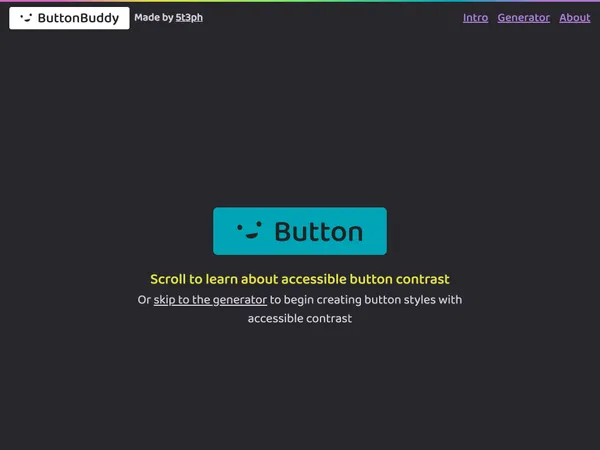 ButtonBuddy Made by 5t3ph Intro Generator About
Button
Scroll to learn about accessible button contrast
Or skip to the generator to begin creating button styles with
accessible contrast